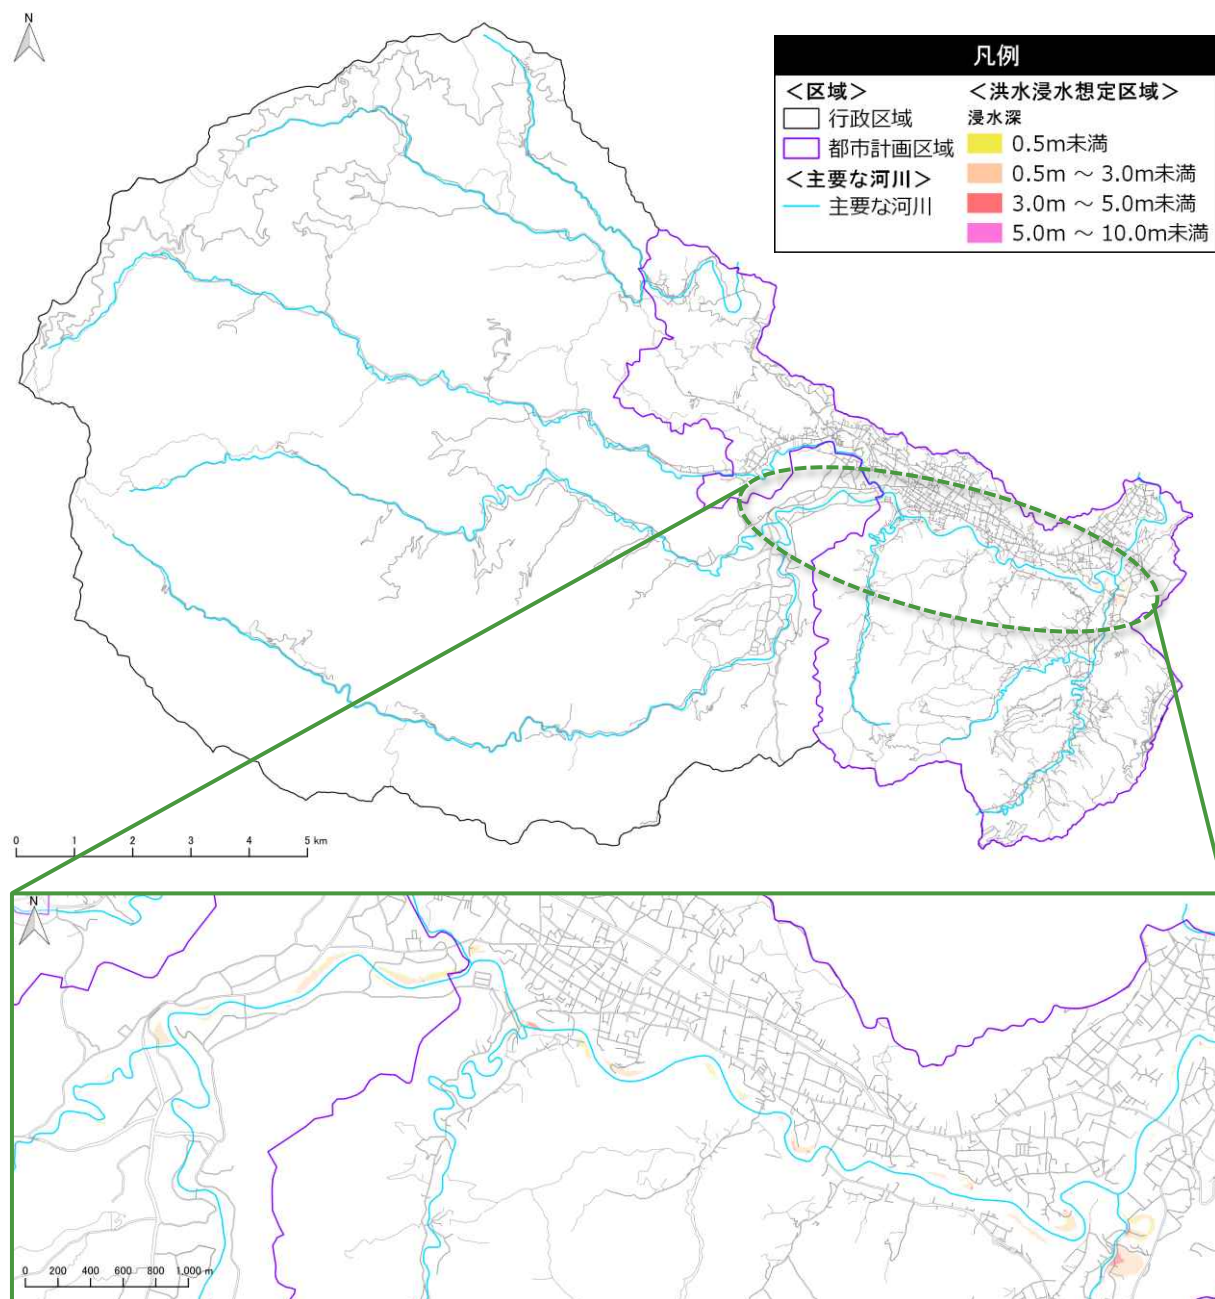 N
凡例
＜区域＞
行政区域
都市計画区域
＜主要な河川＞
主要な河川
＜洪水浸水想定区域＞
浸水深
0.5m未満
0.5m ～ 3.0m未満
3.0m ～ 5.0m未満
5.0m ～ 10.0m未満
0 1 2 3 4 5 km
N
0 200 400 600 800 1,000 m